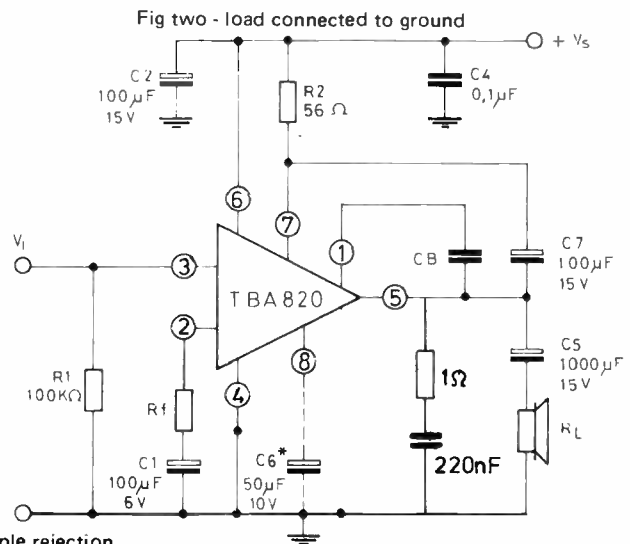 Fig two - load connected to ground
+ Vs
C2
100µF
15V
R2
56 Ω
C4
0,1µF
6
7
1
VI
3
CB
C7
100µF
15V
TBA820
5
2
8
4
C5
1000µF
15V
R1
100KΩ
Rf
1Ω
RL
C1
100µF
6V
C6*
50µF
10V
220nF
ple rejection